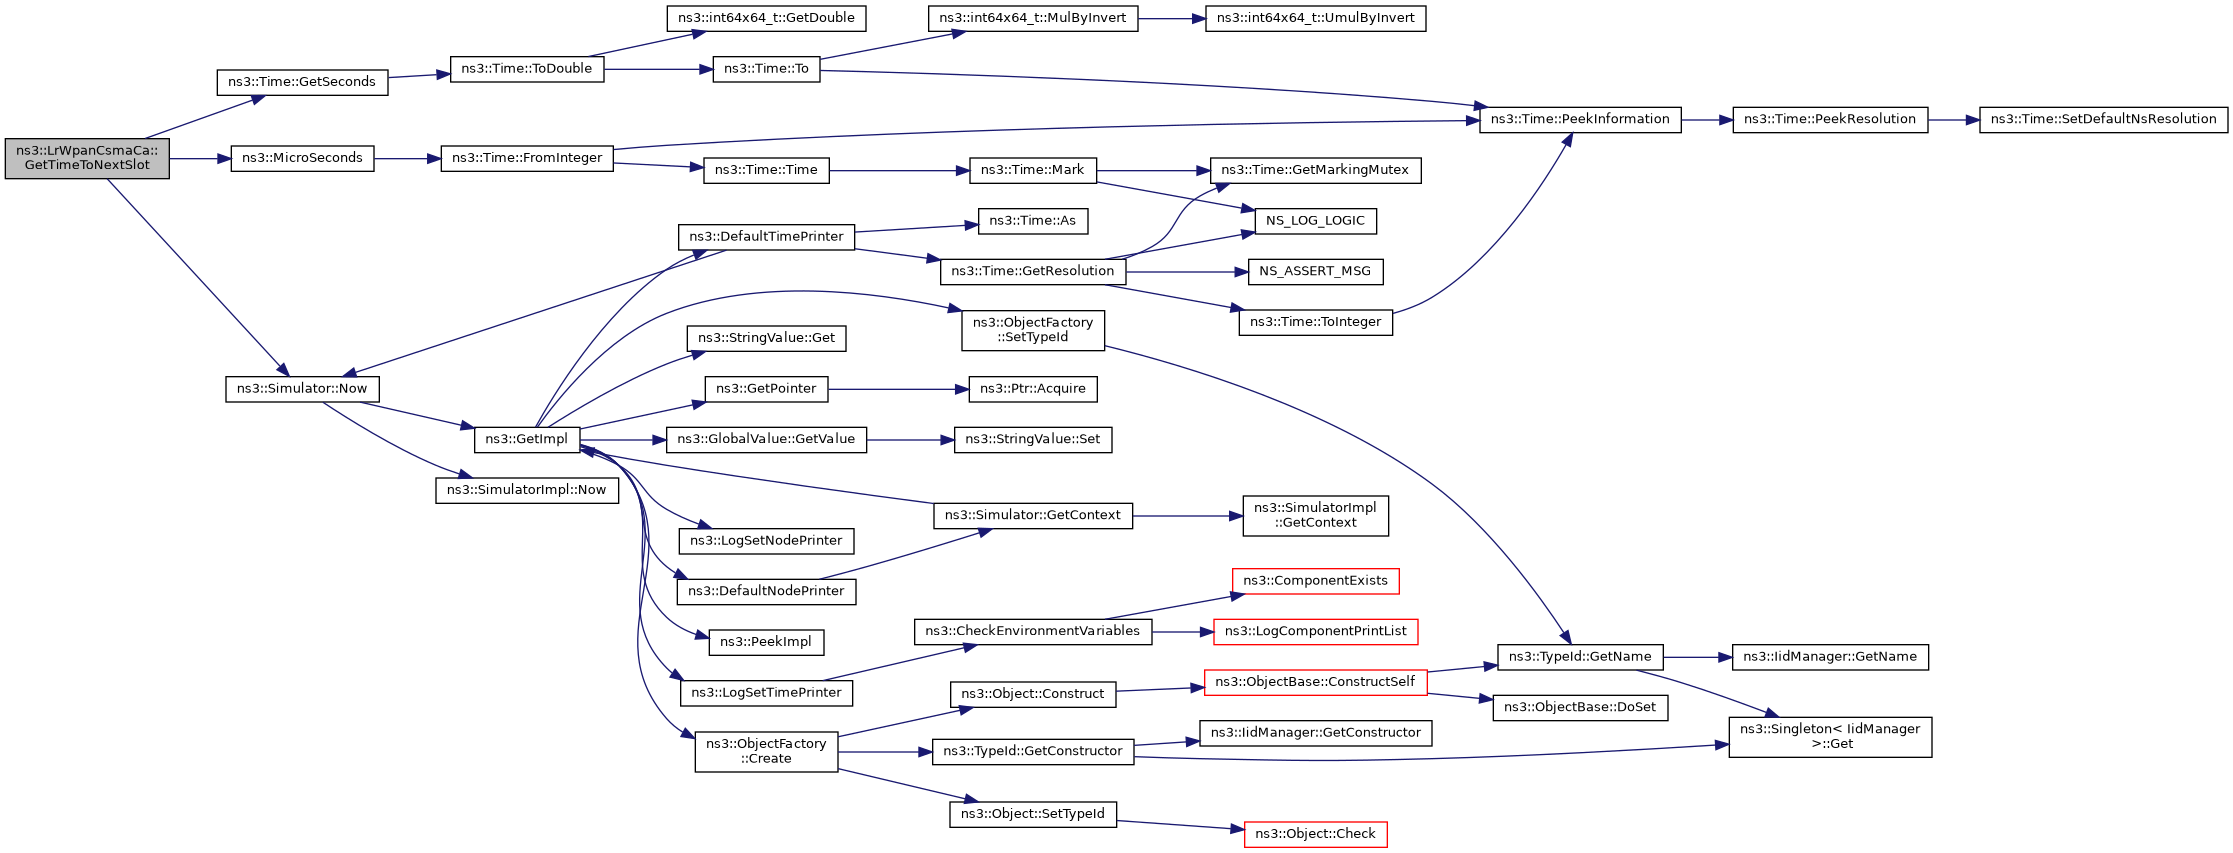 ns3::LrWpanCsmaCa::
GetTimeToNextSlot
ns3::Time::GetSeconds
ns3::MicroSeconds
ns3::Simulator::Now
ns3::Time::ToDouble
ns3::Time::FromInteger
ns3::GetImpl
ns3::SimulatorImpl::Now
ns3::int64x64_t::GetDouble
ns3::Time::To
ns3::Time::Time
ns3::DefaultTimePrinter
ns3::StringValue::Get
ns3::GetPointer
ns3::GlobalValue::GetValue
ns3::LogSetNodePrinter
ns3::DefaultNodePrinter
ns3::PeekImpl
ns3::LogSetTimePrinter
ns3::ObjectFactory
::Create
ns3::int64x64_t::MulByInvert
ns3::Time::Mark
ns3::Time::As
ns3::Time::GetResolution
ns3::ObjectFactory
::SetTypeId
ns3::Ptr::Acquire
ns3::StringValue::Set
ns3::Simulator::GetContext
ns3::CheckEnvironmentVariables
ns3::Object::Construct
ns3::TypeId::GetConstructor
ns3::Object::SetTypeId
ns3::int64x64_t::UmulByInvert
ns3::Time::GetMarkingMutex
NS_LOG_LOGIC
NS_ASSERT_MSG
ns3::Time::ToInteger
ns3::SimulatorImpl
::GetContext
ns3::ComponentExists
ns3::LogComponentPrintList
ns3::ObjectBase::ConstructSelf
ns3::IidManager::GetConstructor
ns3::Object::Check
ns3::Time::PeekInformation
ns3::TypeId::GetName
ns3::ObjectBase::DoSet
ns3::Time::PeekResolution
ns3::IidManager::GetName
ns3::Singleton< IidManager
>::Get
ns3::Time::SetDefaultNsResolution